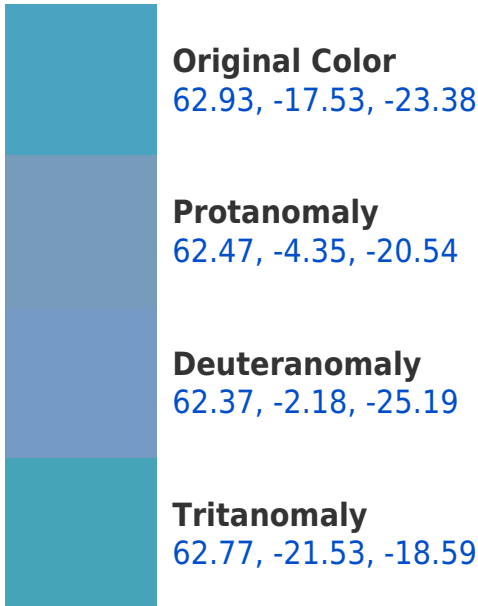 Original Color
62.93, -17.53, -23.38
Protanomaly
62.47, -4.35, -20.54
Deuteranomaly
62.37, -2.18, -25.19
Tritanomaly
62.77, -21.53, -18.59